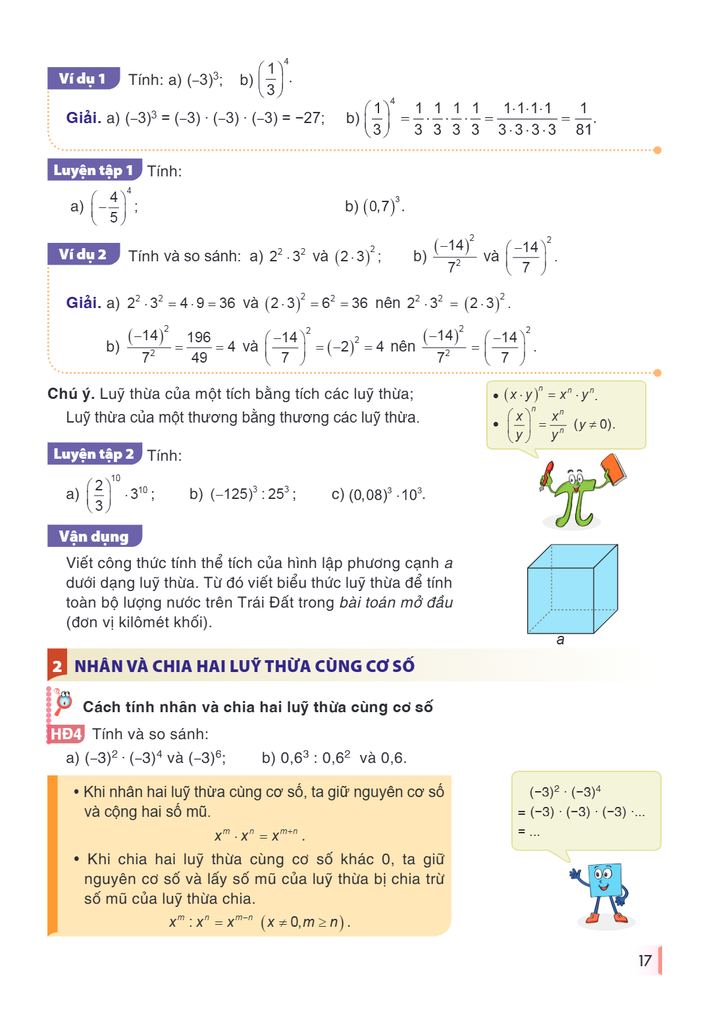 Ví dụ 1 Tính: a) (–3)³; b) (1/3)⁴.
Giải. a) (–3)³ = (–3) · (–3) · (–3) = –27; b) (1/3)⁴ = 1/3 · 1/3 · 1/3 · 1/3 = (1·1·1·1)/(3·3·3·3) = 1/81.
Luyện tập 1 Tính:
a) (–4/5)⁴; b) (0,7)³.
Ví dụ 2 Tính và so sánh: a) 2² · 3² và (2·3)²; b) (–14)²/7² và (–14/7)².
Giải. a) 2² · 3² = 4 · 9 = 36 và (2·3)² = 6² = 36 nên 2² · 3² = (2·3)².
b) (–14)²/7² = 196/49 = 4 và (–14/7)² = (–2)² = 4 nên (–14)²/7² = (–14/7)².
Chú ý. Luỹ thừa của một tích bằng tích các luỹ thừa;
Luỹ thừa của một thương bằng thương các luỹ thừa.
• (x·y)ⁿ = xⁿ · yⁿ.
• (x/y)ⁿ = xⁿ/yⁿ (y ≠ 0).
Luyện tập 2 Tính:
a) (2/3)¹⁰ · 3¹⁰; b) (–125)³ : 25³; c) (0,08)³ · 10³.
Vận dụng
Viết công thức tính thể tích của hình lập phương cạnh a
dưới dạng luỹ thừa. Từ đó viết biểu thức luỹ thừa để tính
toàn bộ lượng nước trên Trái Đất trong bài toán mở đầu
(đơn vị kilômét khối).
a
2 NHÂN VÀ CHIA HAI LUỸ THỪA CÙNG CƠ SỐ
Cách tính nhân và chia hai luỹ thừa cùng cơ số
HĐ4 Tính và so sánh:
a) (–3)² · (–3)⁴ và (–3)⁶; b) 0,6³ : 0,6² và 0,6.
• Khi nhân hai luỹ thừa cùng cơ số, ta giữ nguyên cơ số
và cộng hai số mũ.
xᵐ · xⁿ = xᵐ⁺ⁿ.
• Khi chia hai luỹ thừa cùng cơ số khác 0, ta giữ
nguyên cơ số và lấy số mũ của luỹ thừa bị chia trừ
số mũ của luỹ thừa chia.
xᵐ : xⁿ = xᵐ⁻ⁿ (x ≠ 0, m ≥ n).
(–3)² · (–3)⁴
= (–3) · (–3) · (–3) ·...
= ...
17